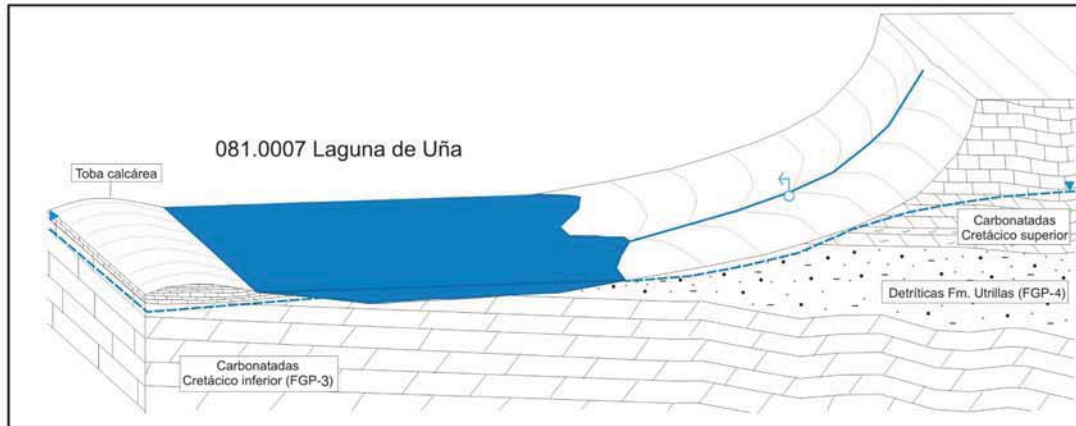 081.0007 Laguna de Uña
Toba calcárea
Carbonatadas
Cretácico superior
Detríticas Fm. Utrillas (FGP-4)
Carbonatadas
Cretácico inferior (FGP-3)